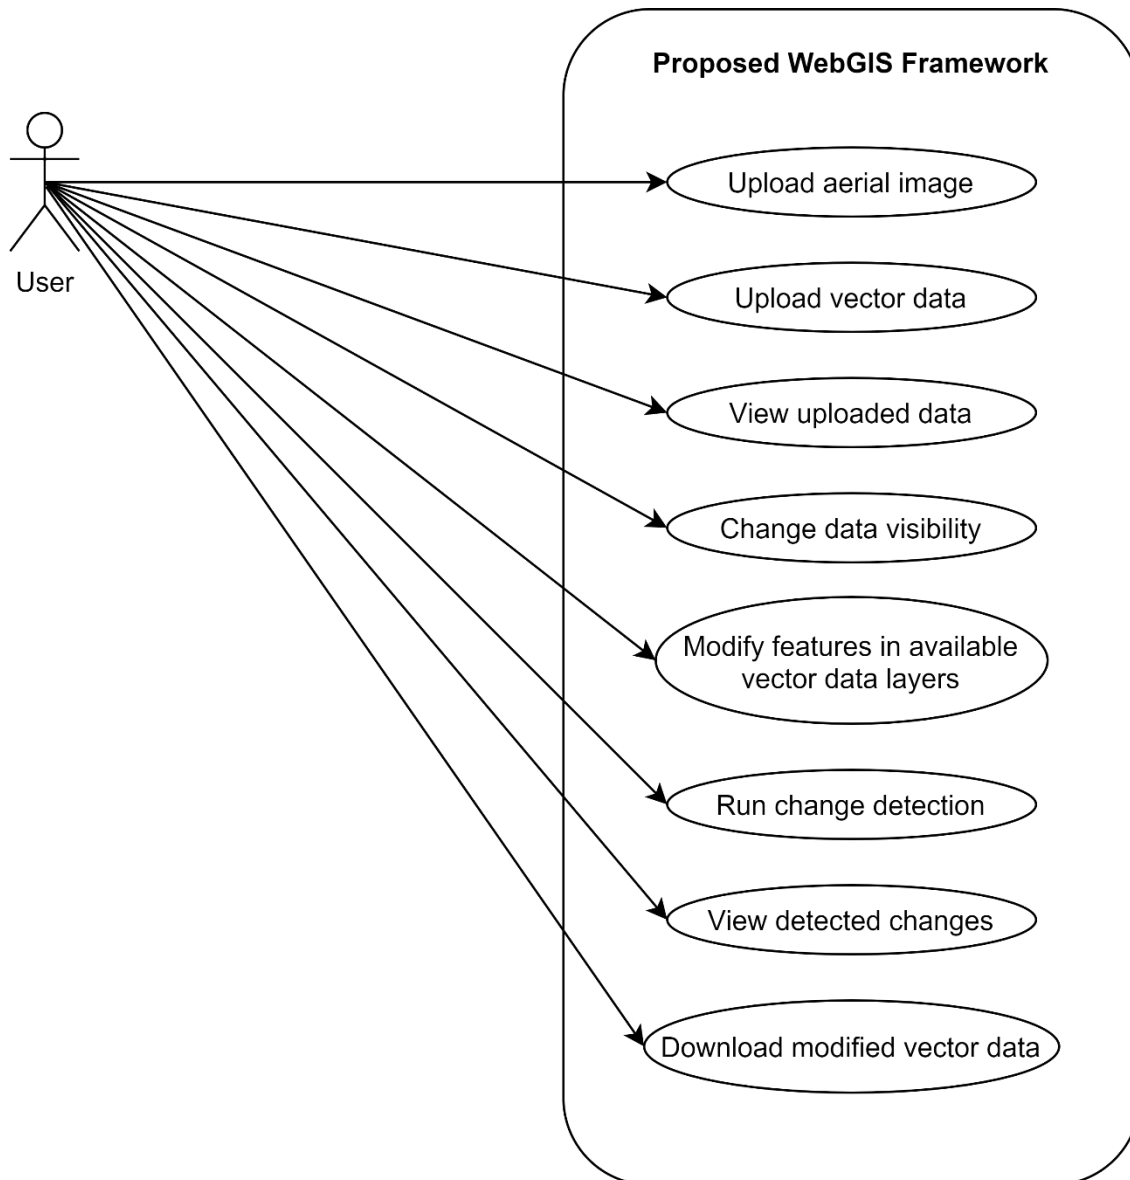 Proposed WebGIS Framework
User
Upload aerial image
Upload vector data
View uploaded data
Change data visibility
Modify features in available
vector data layers
Run change detection
View detected changes
Download modified vector data